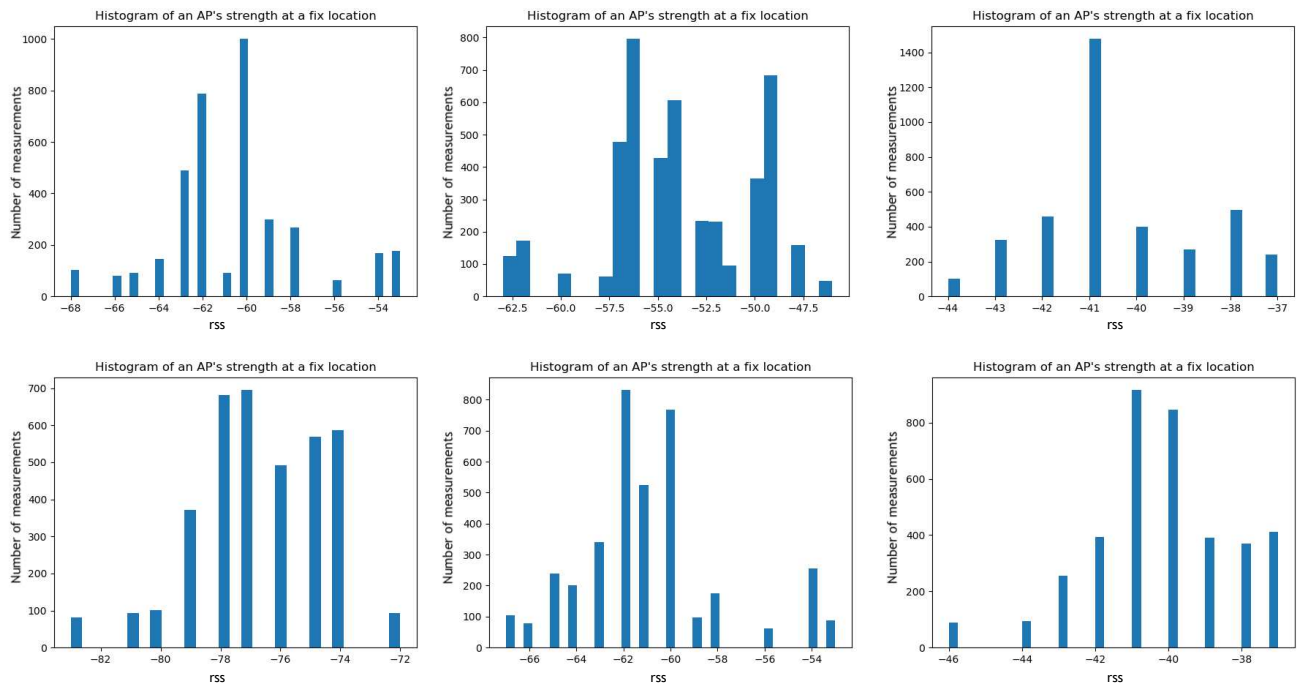 Histogram of an AP's strength at a fix location
Number of measurements
1000
800
600
400
200
0
−68 −66 −64 −62 −60 −58 −56 −54
rss
Histogram of an AP's strength at a fix location
Number of measurements
800
700
600
500
400
300
200
100
0
−62.5 −60.0 −57.5 −55.0 −52.5 −50.0 −47.5
rss
Histogram of an AP's strength at a fix location
Number of measurements
1400
1200
1000
800
600
400
200
0
−44 −43 −42 −41 −40 −39 −38 −37
rss
Histogram of an AP's strength at a fix location
Number of measurements
700
600
500
400
300
200
100
0
−82 −80 −78 −76 −74 −72
rss
Histogram of an AP's strength at a fix location
Number of measurements
800
700
600
500
400
300
200
100
0
−66 −64 −62 −60 −58 −56 −54
rss
Histogram of an AP's strength at a fix location
Number of measurements
800
600
400
200
0
−46 −44 −42 −40 −38
rss